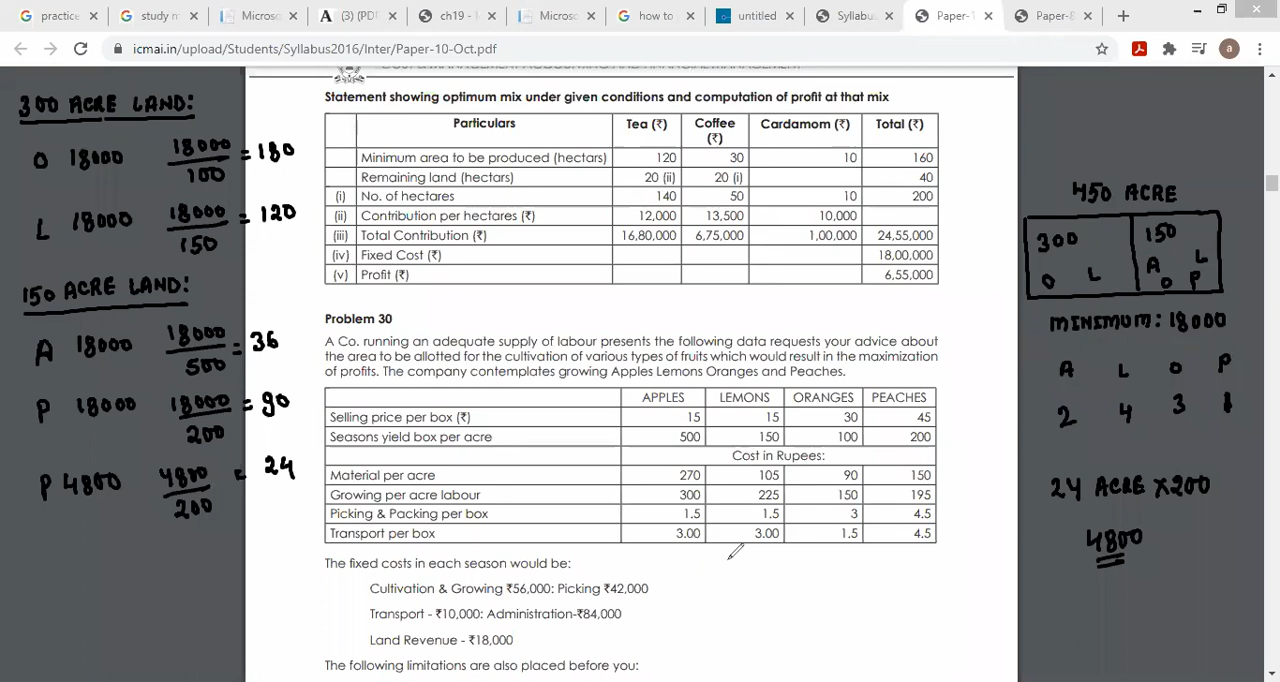 practice
study m
Microso
(3) (PDI
ch19 -
Microso
how to
untitled
Syllabu
Paper-1
Paper-8
icmai.in/upload/Students/Syllabus2016/Inter/Paper-10-Oct.pdf
COST & MANAGEMENT ACCOUNTING AND FINANCIAL MANAGEMENT
Statement showing optimum mix under given conditions and computation of profit at that mix
Particulars Tea (₹) Coffee (₹) Cardamom (₹) Total (₹)
Minimum area to be produced (hectars) 120 30 10 160
Remaining land (hectars) 20 (ii) 20 (i) 40
(i) No. of hectares 140 50 10 200
(ii) Contribution per hectares (₹) 12,000 13,500 10,000
(iii) Total Contribution (₹) 16,80,000 6,75,000 1,00,000 24,55,000
(iv) Fixed Cost (₹) 18,00,000
(v) Profit (₹) 6,55,000
Problem 30
A Co. running an adequate supply of labour presents the following data requests your advice about
the area to be allotted for the cultivation of various types of fruits which would result in the maximization
of profits. The company contemplates growing Apples Lemons Oranges and Peaches.
APPLES LEMONS ORANGES PEACHES
Selling price per box (₹) 15 15 30 45
Seasons yield box per acre 500 150 100 200
Cost in Rupees:
Material per acre 270 105 90 150
Growing per acre labour 300 225 150 195
Picking & Packing per box 1.5 1.5 3 4.5
Transport per box 3.00 3.00 1.5 4.5
The fixed costs in each season would be:
Cultivation & Growing ₹56,000: Picking ₹42,000
Transport - ₹10,000: Administration-₹84,000
Land Revenue - ₹18,000
The following limitations are also placed before you:
300 ACRE LAND:
O 18000 18000/100 = 180
L 18000 18000/150 = 120
150 ACRE LAND:
A 18000 18000/500 = 36
P 18000 18000/200 = 90
P 4800 4800/200 = 24
450 ACRE
300 150
O L A L
O P
MINIMUM: 18000
A L O P
2 4 3 1
24 ACRE X200
4800